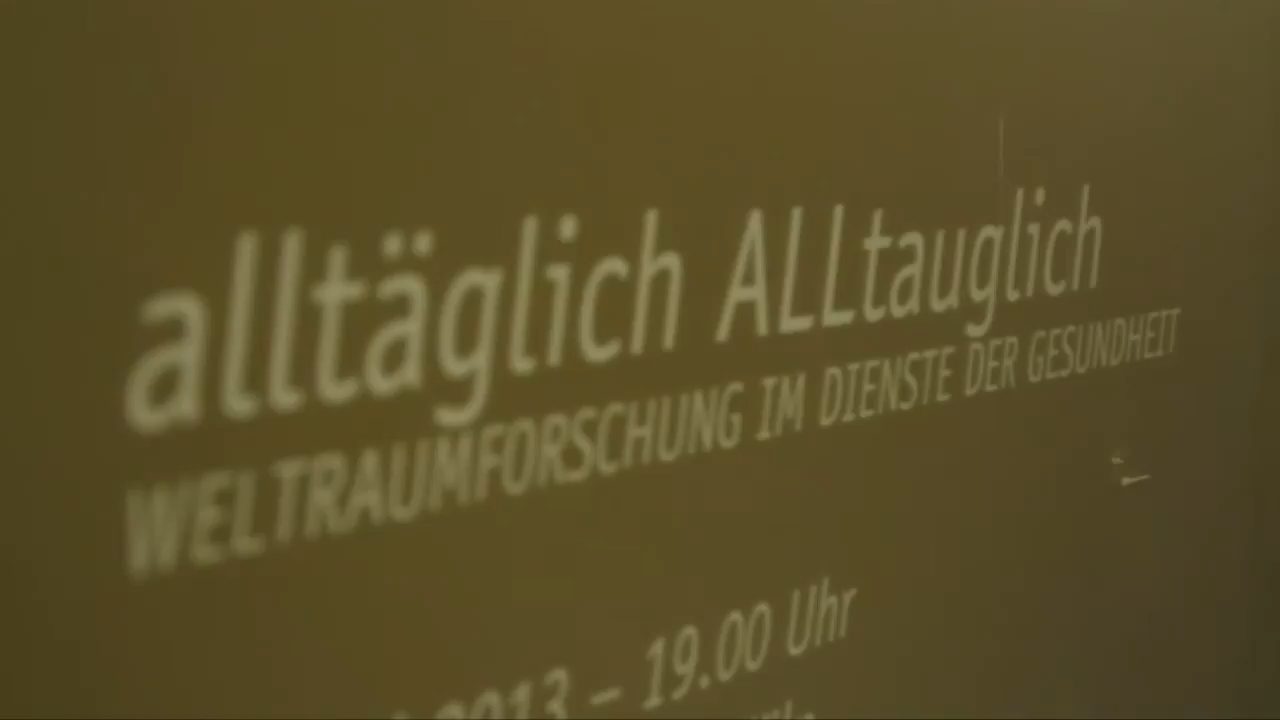 alltäglich ALLtauglich
WELTRAUMFORSCHUNG IM DIENSTE DER GESUNDHEIT
2013 – 19.00 Uhr